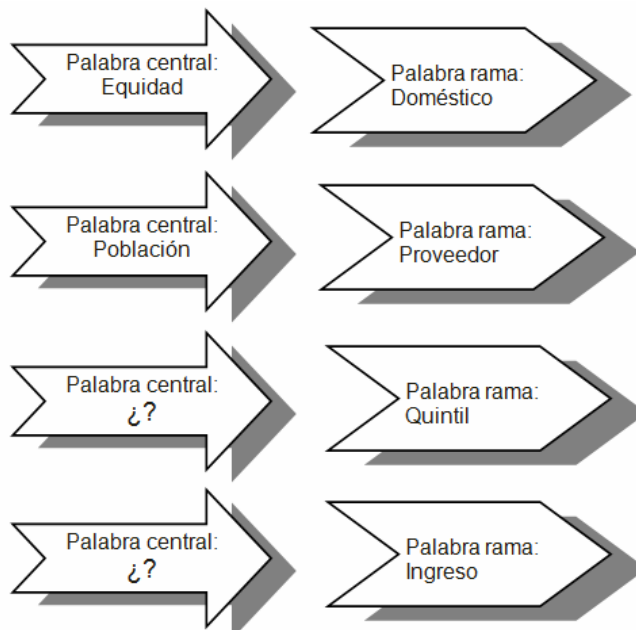 Palabra central:
Equidad
Palabra rama:
Doméstico
Palabra central:
Población
Palabra rama:
Proveedor
Palabra central:
¿?
Palabra rama:
Quintil
Palabra central:
¿?
Palabra rama:
Ingreso